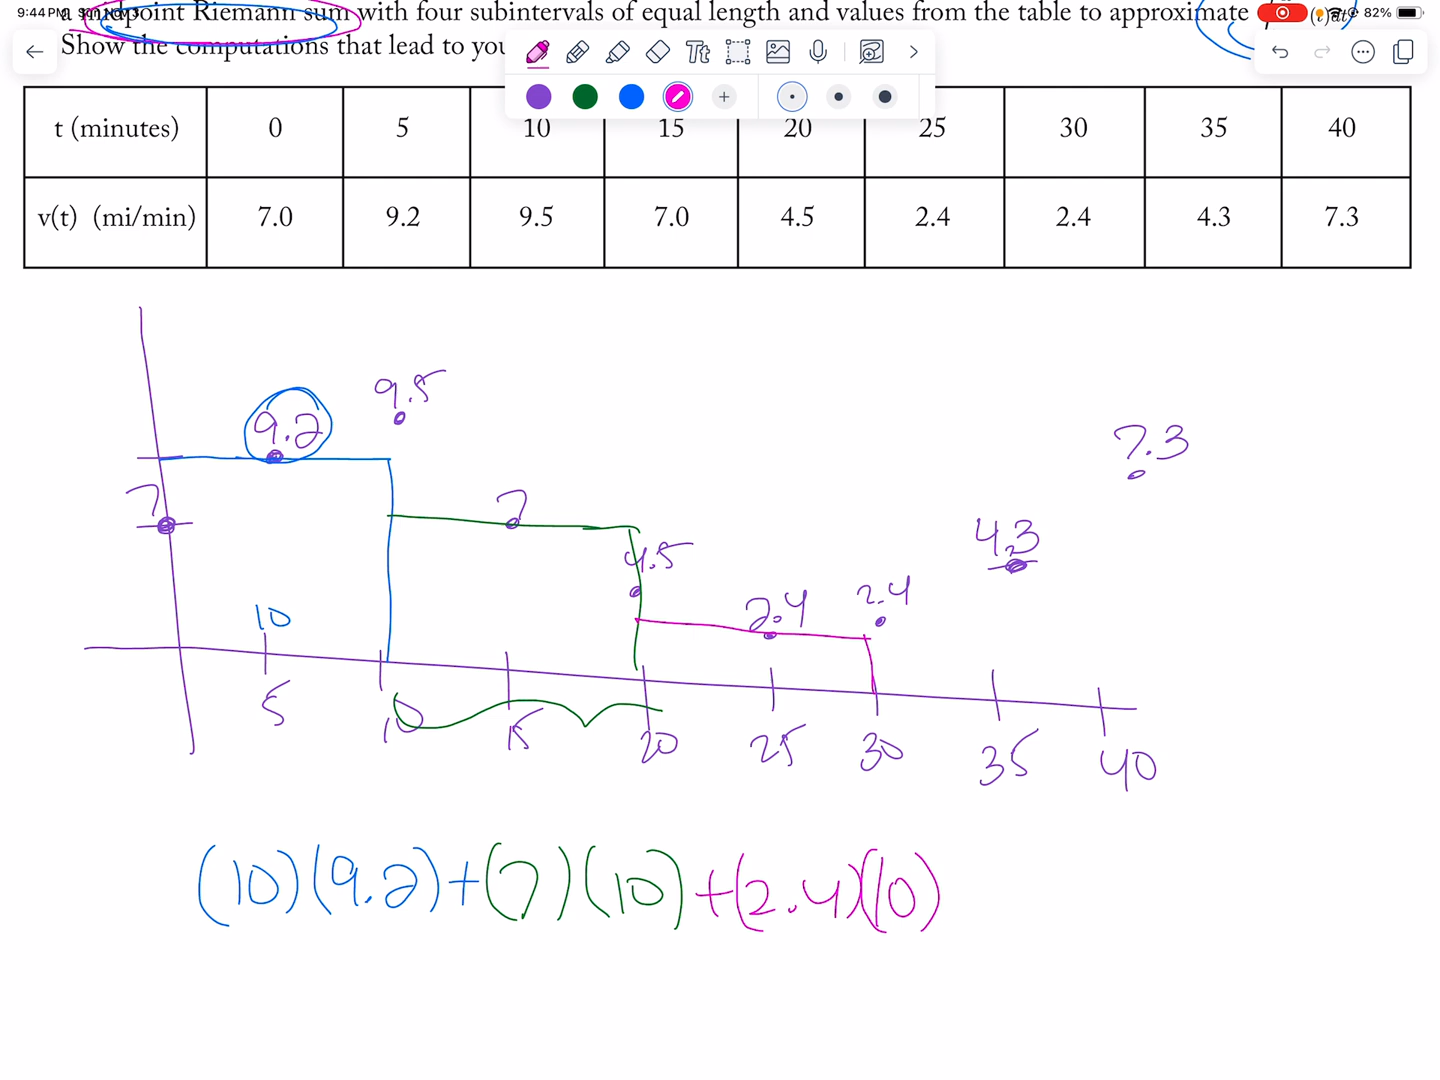 9:44 PM Sun Nov 3
82%
a midpoint Riemann sum with four subintervals of equal length and values from the table to approximate
Show the computations that lead to you
Tt
t (minutes) 0 5 10 15 20 25 30 35 40
v(t) (mi/min) 7.0 9.2 9.5 7.0 4.5 2.4 2.4 4.3 7.3
9.5
9.2
7.3
7
7
4.5
4.3
2.4
2.4
10
5 10 15 20 25 30 35 40
(10)(9.2)+(7)(10)+(2.4)(10)